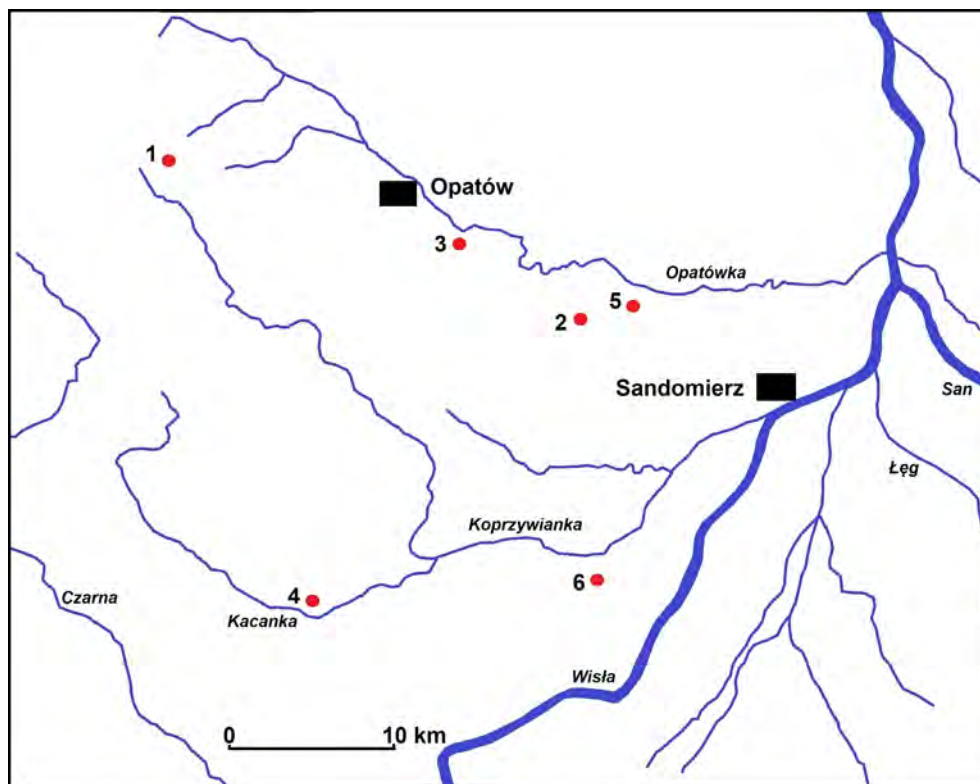 1
Opatów
3
Opatówka
5
2
Sandomierz
San
Łęg
Koprzywianka
6
4
Czarna
Kacanka
Wisła
0 10 km